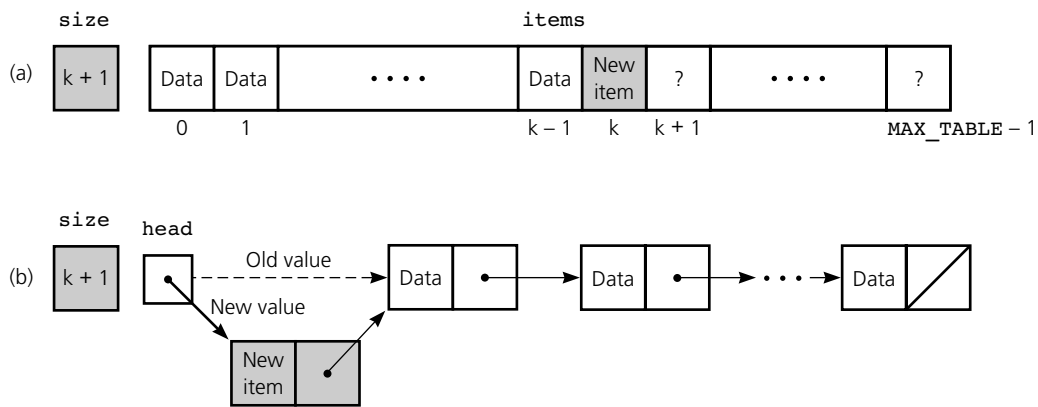 size items
(a) k + 1 Data Data • • • • Data New item ? • • • • ?
0 1 k – 1 k k + 1 MAX_TABLE – 1
size
head
(b) k + 1 Old value Data Data • • • Data
New value
New
item